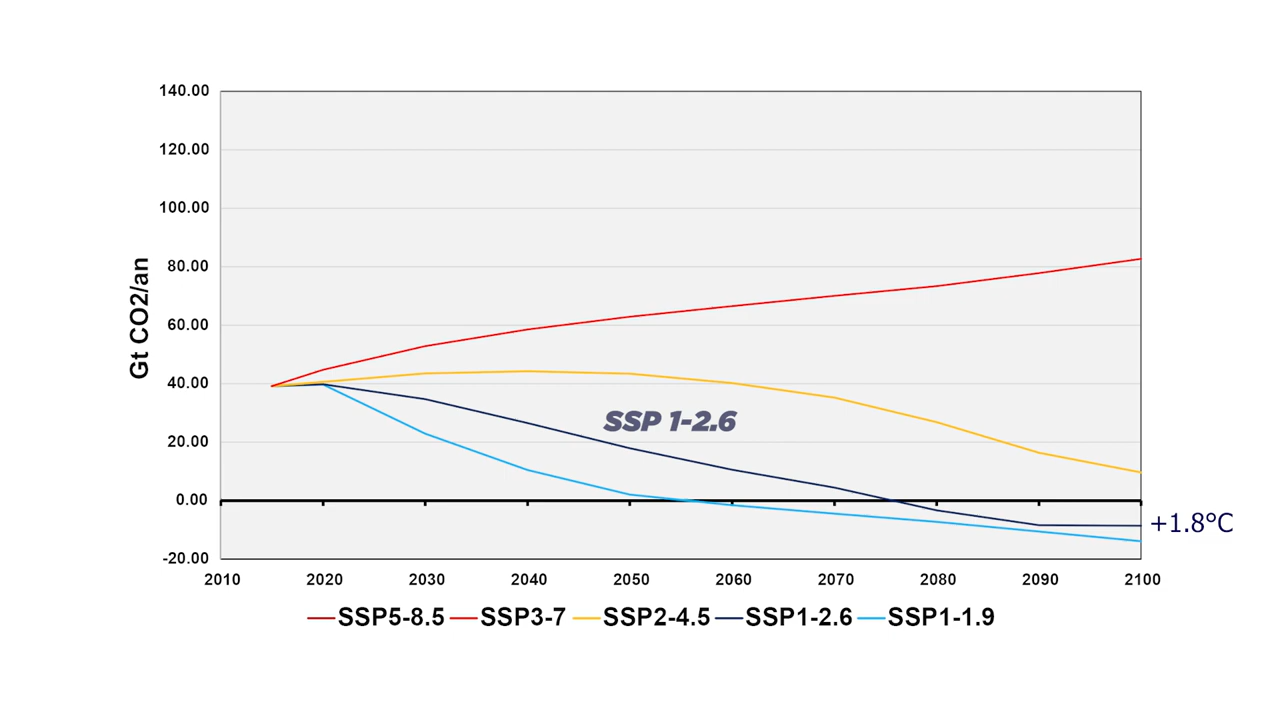 140.00
120.00
100.00
80.00
60.00
40.00
20.00
0.00
-20.00
Gt CO2/an
SSP 1-2.6
+1.8°C
2010 2020 2030 2040 2050 2060 2070 2080 2090 2100
SSP5-8.5 SSP3-7 SSP2-4.5 SSP1-2.6 SSP1-1.9